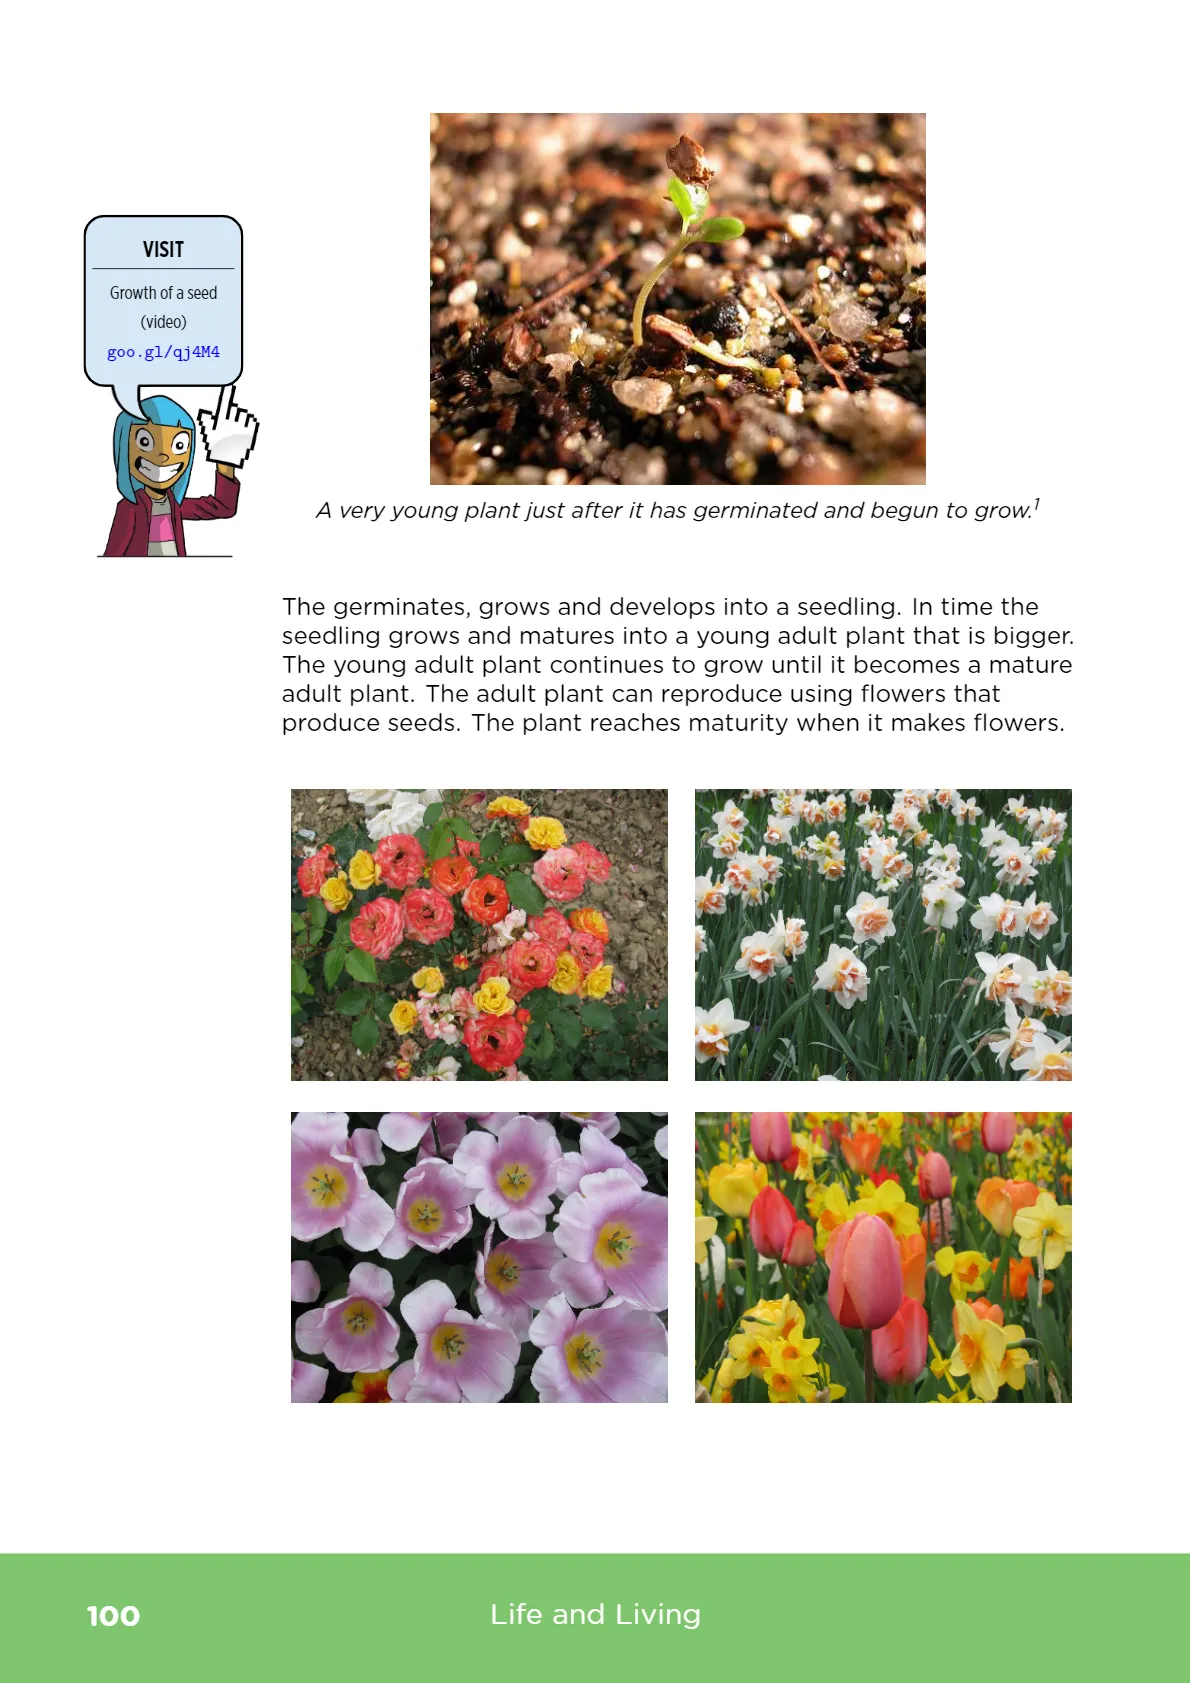 VISIT
Growth of a seed
(video)
goo.gl/qj4M4
A very young plant just after it has germinated and begun to grow.1
The germinates, grows and develops into a seedling. In time the
seedling grows and matures into a young adult plant that is bigger.
The young adult plant continues to grow until it becomes a mature
adult plant. The adult plant can reproduce using flowers that
produce seeds. The plant reaches maturity when it makes flowers.
100
Life and Living